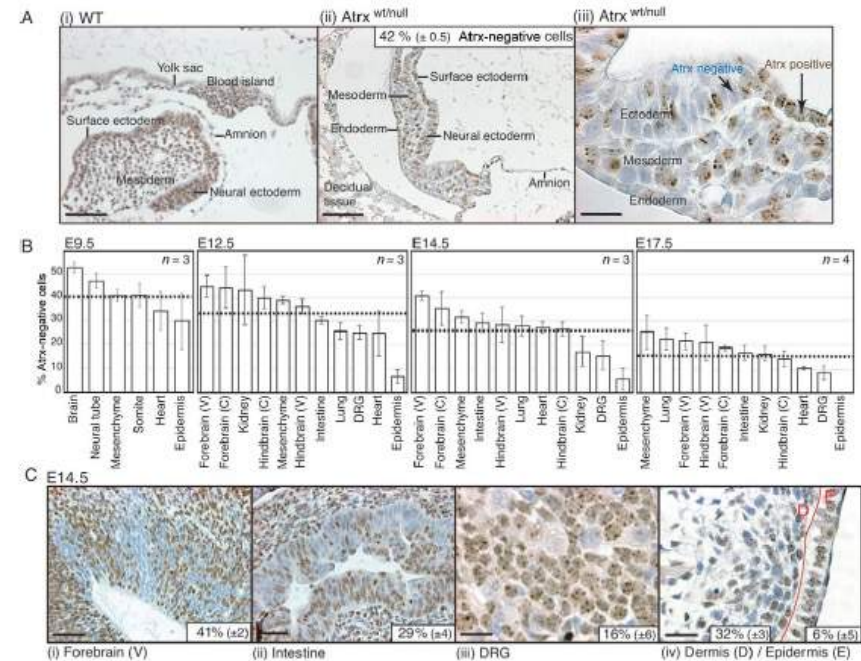 A
(i) WT
Yolk sac
Blood island
Surface ectoderm
Amnion
Mesoderm
Neural ectoderm
(ii) Atrx wt/null
42 % (± 0.5) Atrx-negative cells
Surface ectoderm
Mesoderm
Endoderm
Neural ectoderm
Decidual
tissue
Amnion
(iii) Atrx wt/null
Atrx negative
Atrx positive
Ectoderm
Mesoderm
Endoderm
B
% Atrx-negative cells
50
40
30
20
10
0
E9.5
n = 3
Brain
Neural tube
Mesenchyme
Somite
Heart
Epidermis
E12.5
n = 3
Forebrain (V)
Forebrain (C)
Kidney
Hindbrain (C)
Mesenchyme
Hindbrain (V)
Intestine
Lung
DRG
Heart
Epidermis
E14.5
n = 3
Forebrain (V)
Forebrain (C)
Mesenchyme
Intestine
Hindbrain (V)
Lung
Heart
Hindbrain (C)
Kidney
DRG
Epidermis
E17.5
n = 4
Mesenchyme
Lung
Forebrain (V)
Hindbrain (V)
Forebrain (C)
Intestine
Kidney
Hindbrain (C)
Heart
DRG
Epidermis
C
E14.5
41% (±2)
(i) Forebrain (V)
29% (±4)
(ii) Intestine
16% (±6)
(iii) DRG
D
E
32% (±3)
6% (±5)
(iv) Dermis (D) / Epidermis (E)